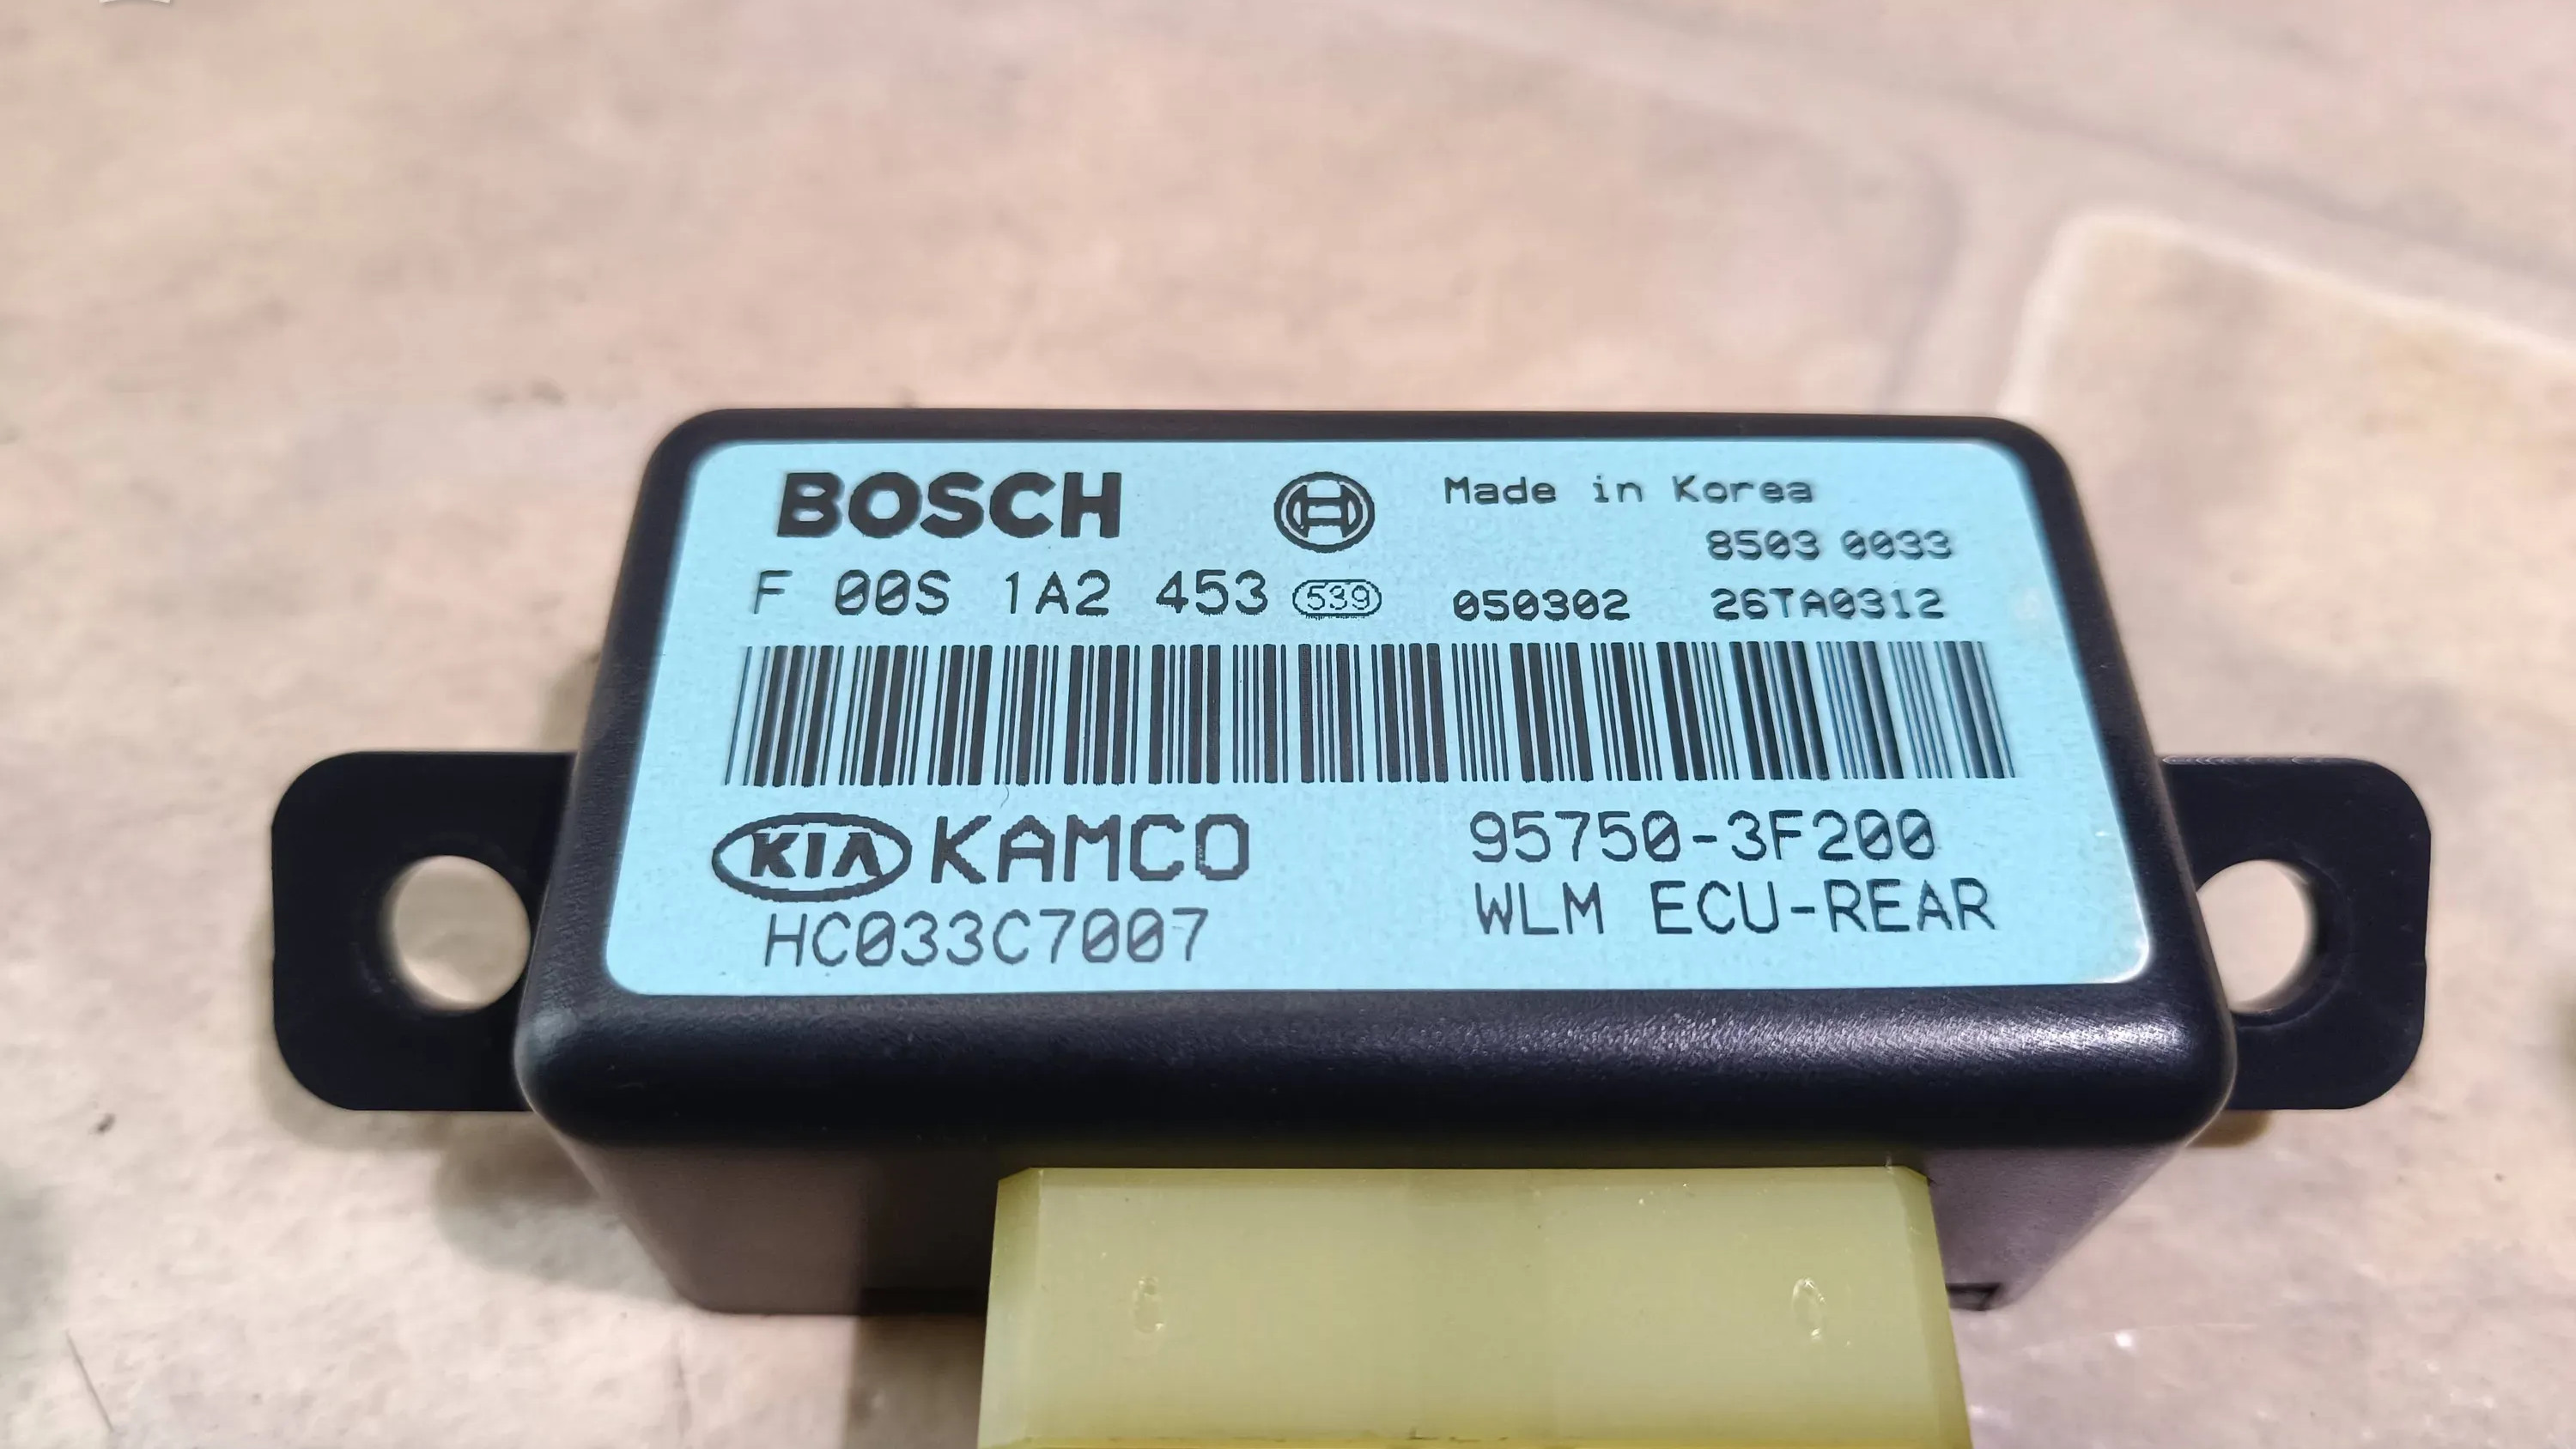 BOSCH Made in Korea
8503 0033
F 00S 1A2 453 539 050302 26TA0312
KIA KAMCO 95750-3F200
HC033C7007 WLM ECU-REAR